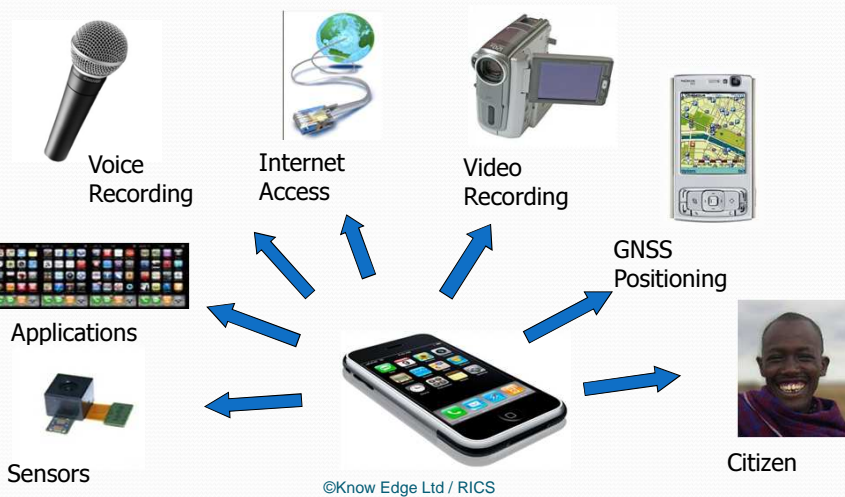 Voice
Recording
Internet
Access
Video
Recording
GNSS
Positioning
Applications
Sensors
Citizen
©Know Edge Ltd / RICS